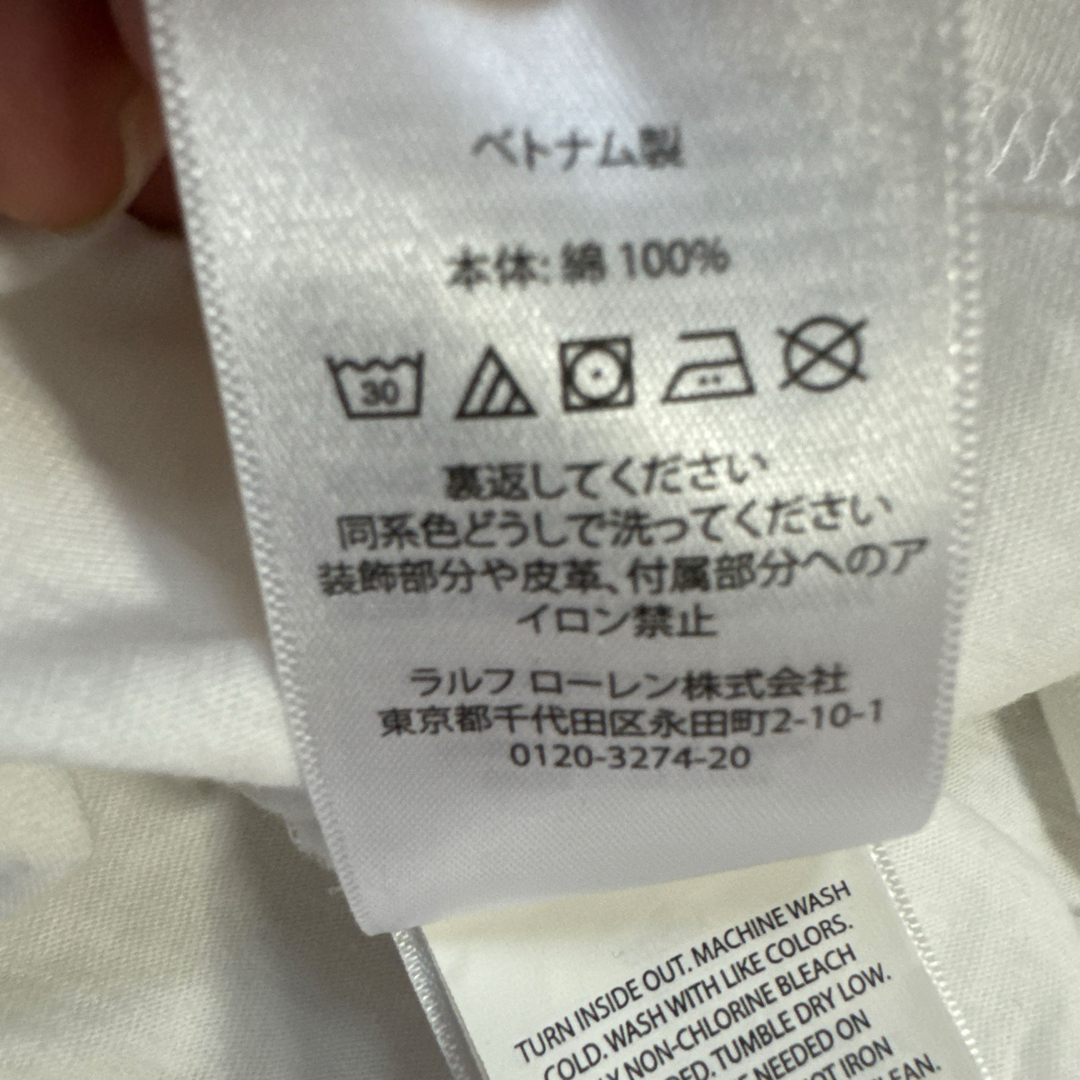 ベトナム製
本体: 綿 100%
30
裏返してください
同系色どうしで洗ってください
装飾部分や皮革、付属部分へのア
イロン禁止
ラルフ ローレン株式会社
東京都千代田区永田町2-10-1
0120-3274-20
TURN INSIDE OUT. MACHINE WASH
COLD. WASH WITH LIKE COLORS.
NON-CHLORINE BLEACH
TUMBLE DRY LOW.
NEEDED ON
IRON